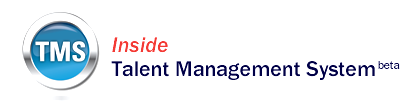 TMS
Inside
Talent Management System beta